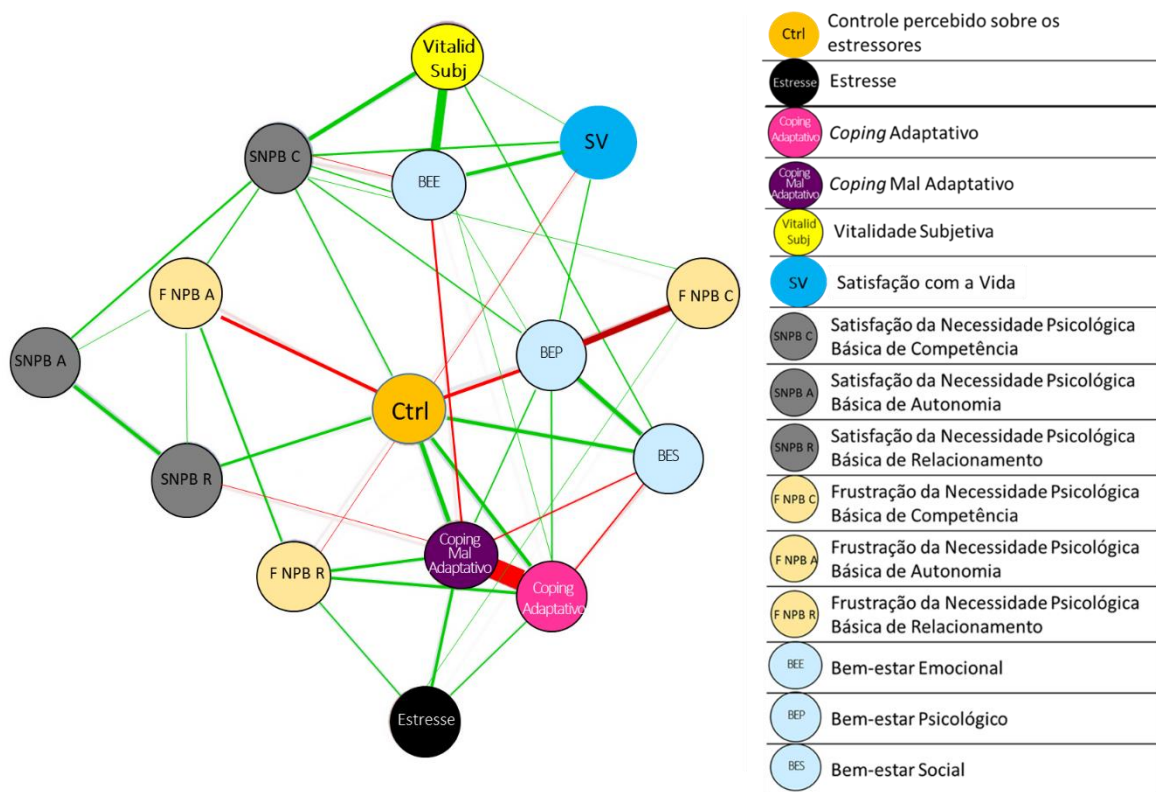 Vitalid
Subj
SV
SNPB C
BEE
F NPB A
F NPB C
SNPB A
BEP
Ctrl
BES
SNPB R
Coping
Mal
Adaptativo
F NPB R
Coping
Adaptativo
Estresse
Ctrl
Controle percebido sobre os
estressores
Estresse
Estresse
Coping
Adaptativo
Coping Adaptativo
Coping
Mal
Adaptativo
Coping Mal Adaptativo
Vitalid
Subj
Vitalidade Subjetiva
SV
Satisfação com a Vida
SNPB C
Satisfação da Necessidade Psicológica
Básica de Competência
SNPB A
Satisfação da Necessidade Psicológica
Básica de Autonomia
SNPB R
Satisfação da Necessidade Psicológica
Básica de Relacionamento
F NPB C
Frustração da Necessidade Psicológica
Básica de Competência
F NPB A
Frustração da Necessidade Psicológica
Básica de Autonomia
F NPB R
Frustração da Necessidade Psicológica
Básica de Relacionamento
BEE
Bem-estar Emocional
BEP
Bem-estar Psicológico
BES
Bem-estar Social